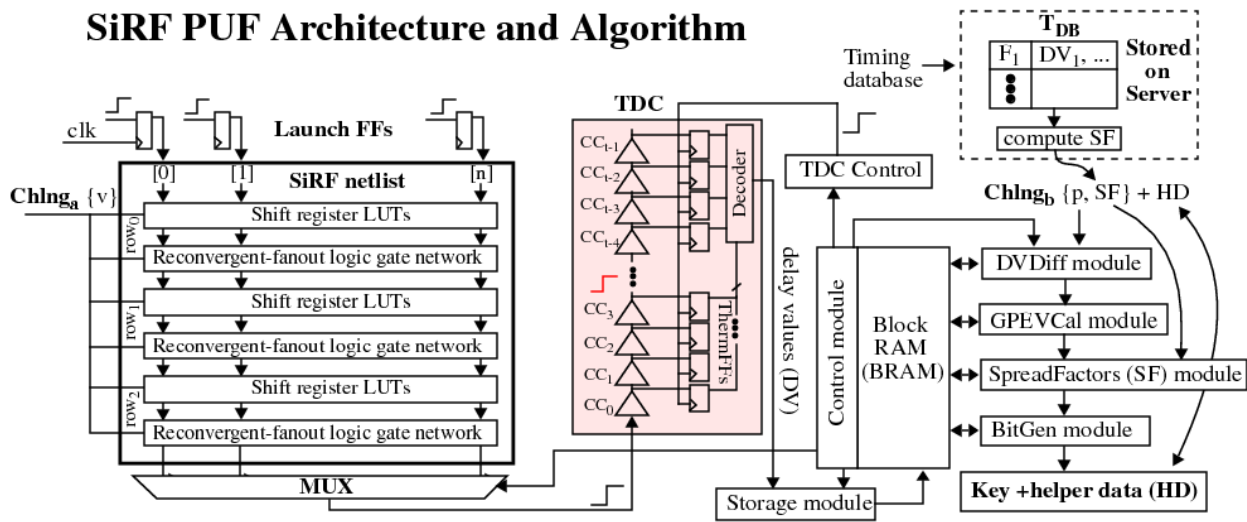 SiRF PUF Architecture and Algorithm
Timing
database
T_DB
F_1
DV_1, ...
Stored
on
Server
compute SF
clk
Launch FFs
[0]
[1]
[n]
SiRF netlist
Chlng_a {v}
row_0
Shift register LUTs
Reconvergent-fanout logic gate network
row_1
Shift register LUTs
Reconvergent-fanout logic gate network
row_2
Shift register LUTs
Reconvergent-fanout logic gate network
MUX
TDC
CC_t-1
CC_t-2
CC_t-3
CC_t-4
CC_3
CC_2
CC_1
CC_0
Decoder
ThermFFs
delay values (DV)
TDC Control
Control module
Block
RAM
(BRAM)
Storage module
Chlng_b {p, SF} + HD
DVDiff module
GPEVCal module
SpreadFactors (SF) module
BitGen module
Key +helper data (HD)